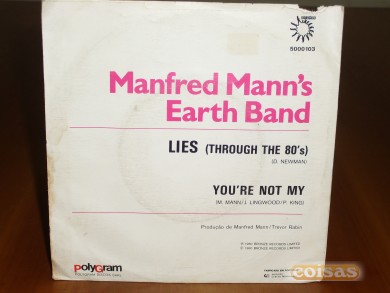 5000103
Manfred Mann's
Earth Band
LIES (THROUGH THE 80's)
(D. NEWMAN)
YOU'RE NOT MY
(M. MANN/J. LINGWOOD/P. KING)
Produção de Manfred Mann/Trevor Rabin
polyGram
coisas